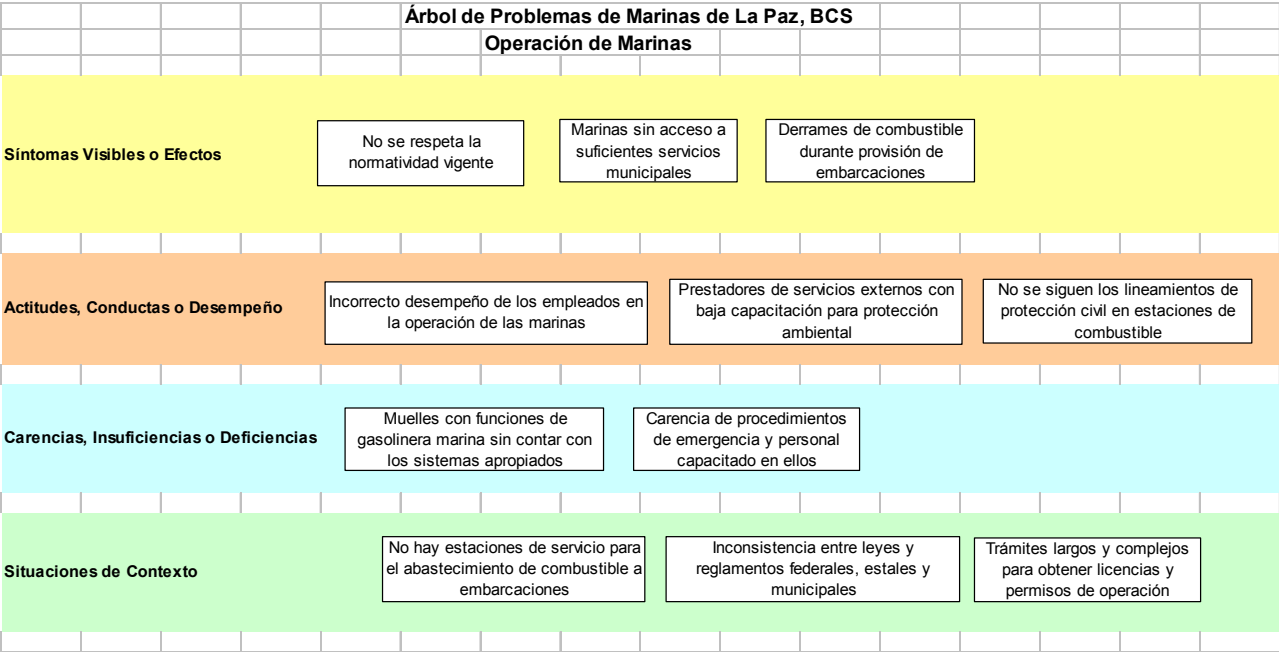 Árbol de Problemas de Marinas de La Paz, BCS
Operación de Marinas
Síntomas Visibles o Efectos
No se respeta la
normatividad vigente
Marinas sin acceso a
suficientes servicios
municipales
Derrames de combustible
durante provisión de
embarcaciones
Actitudes, Conductas o Desempeño
Incorrecto desempeño de los empleados en
la operación de las marinas
Prestadores de servicios externos con
baja capacitación para protección
ambiental
No se siguen los lineamientos de
protección civil en estaciones de
combustible
Carencias, Insuficiencias o Deficiencias
Muelles con funciones de
gasolinera marina sin contar con
los sistemas apropiados
Carencia de procedimientos
de emergencia y personal
capacitado en ellos
Situaciones de Contexto
No hay estaciones de servicio para
el abastecimiento de combustible a
embarcaciones
Inconsistencia entre leyes y
reglamentos federales, estales y
municipales
Trámites largos y complejos
para obtener licencias y
permisos de operación